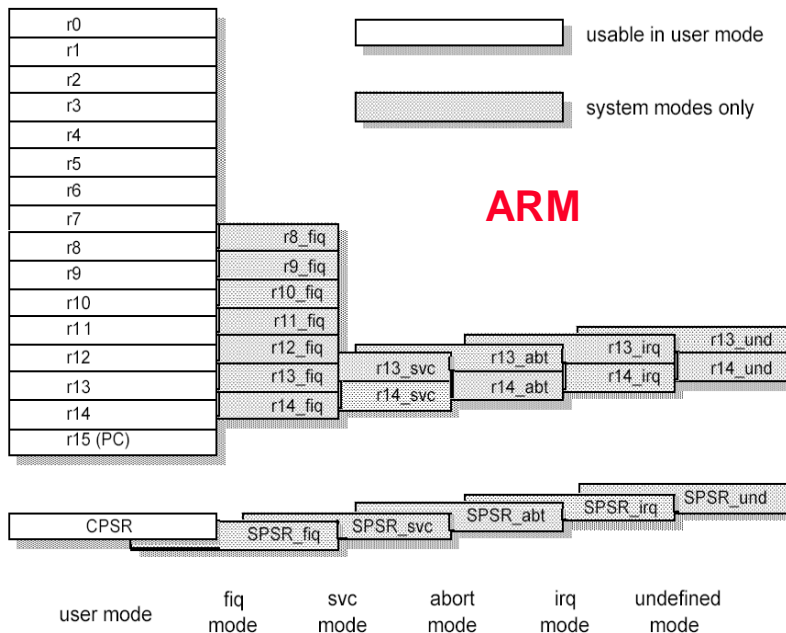 r0
r1
r2
r3
r4
r5
r6
r7
r8
r9
r10
r11
r12
r13
r14
r15 (PC)
usable in user mode
system modes only
ARM
r8_fiq
r9_fiq
r10_fiq
r11_fiq
r12_fiq
r13_fiq
r14_fiq
r13_svc
r14_svc
r13_abt
r14_abt
r13_irq
r14_irq
r13_und
r14_und
CPSR
SPSR_fiq
SPSR_svc
SPSR_abt
SPSR_irq
SPSR_und
user mode
fiq
mode
svc
mode
abort
mode
irq
mode
undefined
mode